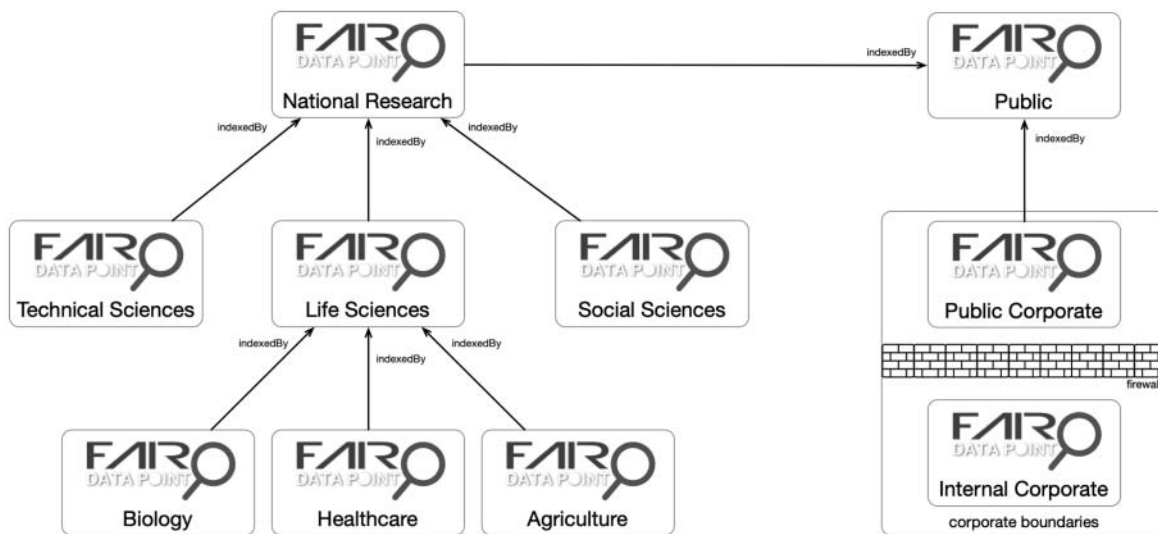 FAIR
DATA POINT
National Research
indexedBy
FAIR
DATA POINT
Public
indexedBy
indexedBy
indexedBy
indexedBy
FAIR
DATA POINT
Technical Sciences
FAIR
DATA POINT
Life Sciences
FAIR
DATA POINT
Social Sciences
FAIR
DATA POINT
Public Corporate
indexedBy
indexedBy
indexedBy
firewall
FAIR
DATA POINT
Biology
FAIR
DATA POINT
Healthcare
FAIR
DATA POINT
Agriculture
FAIR
DATA POINT
Internal Corporate
corporate boundaries